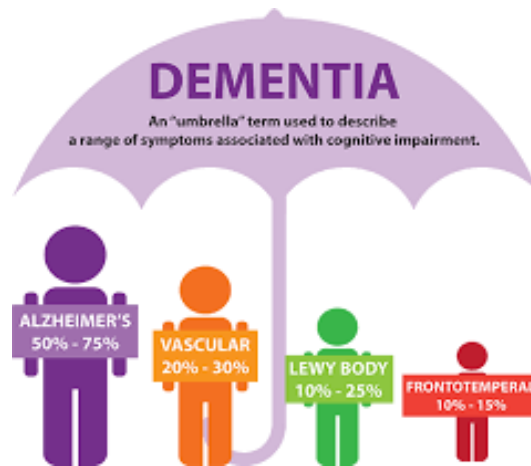 DEMENTIA
An "umbrella" term used to describe
a range of symptoms associated with cognitive impairment.
ALZHEIMER'S
50% - 75%
VASCULAR
20% - 30%
LEWY BODY
10% - 25%
FRONTOTEMPERAL
10% - 15%